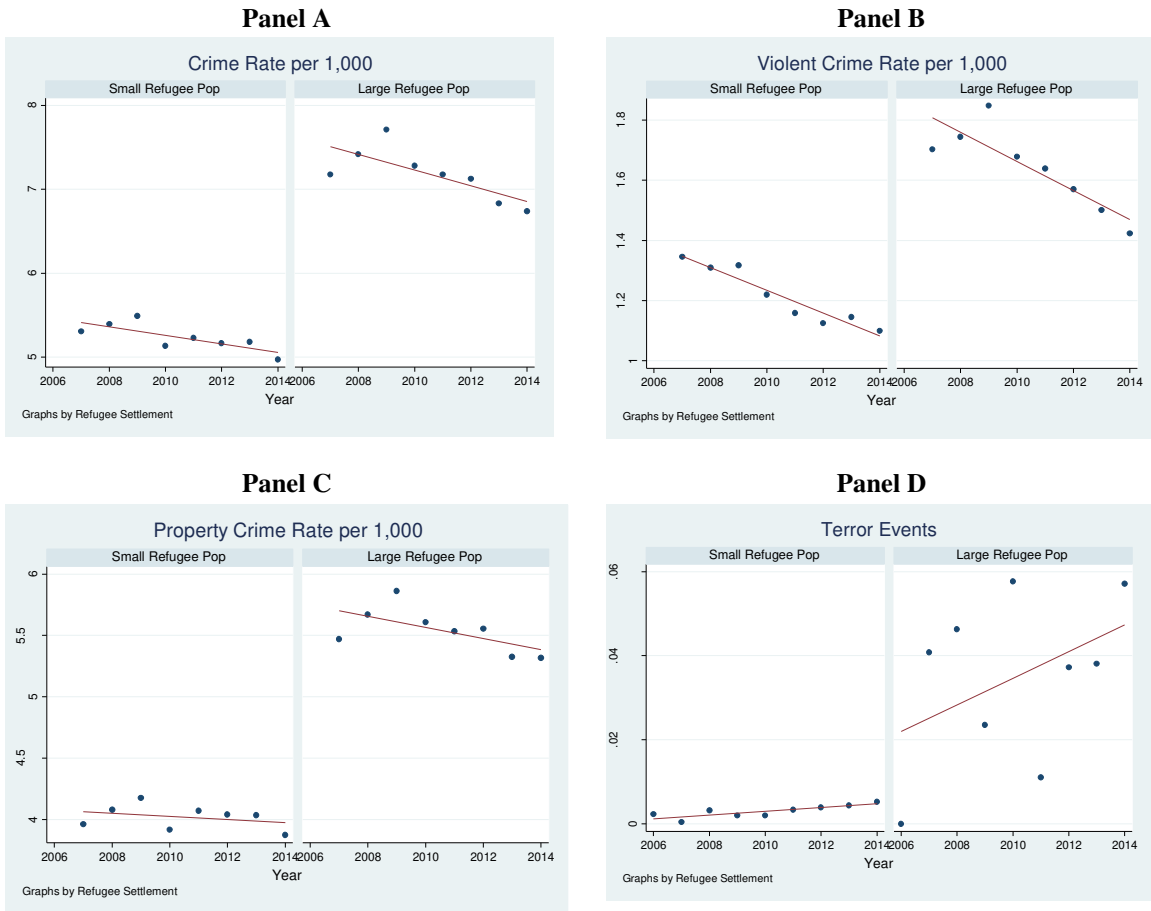 Panel A
Crime Rate per 1,000
Small Refugee Pop Large Refugee Pop
8
7
6
5
2006 2008 2010 2012 2014 2006 2008 2010 2012 2014
Year
Graphs by Refugee Settlement
Panel B
Violent Crime Rate per 1,000
Small Refugee Pop Large Refugee Pop
1.8
1.6
1.4
1.2
1
2006 2008 2010 2012 2014 2006 2008 2010 2012 2014
Year
Graphs by Refugee Settlement
Panel C
Property Crime Rate per 1,000
Small Refugee Pop Large Refugee Pop
6
5.5
5
4.5
4
2006 2008 2010 2012 2014 2006 2008 2010 2012 2014
Year
Graphs by Refugee Settlement
Panel D
Terror Events
Small Refugee Pop Large Refugee Pop
.06
.04
.02
0
2006 2008 2010 2012 2014 2006 2008 2010 2012 2014
Year
Graphs by Refugee Settlement